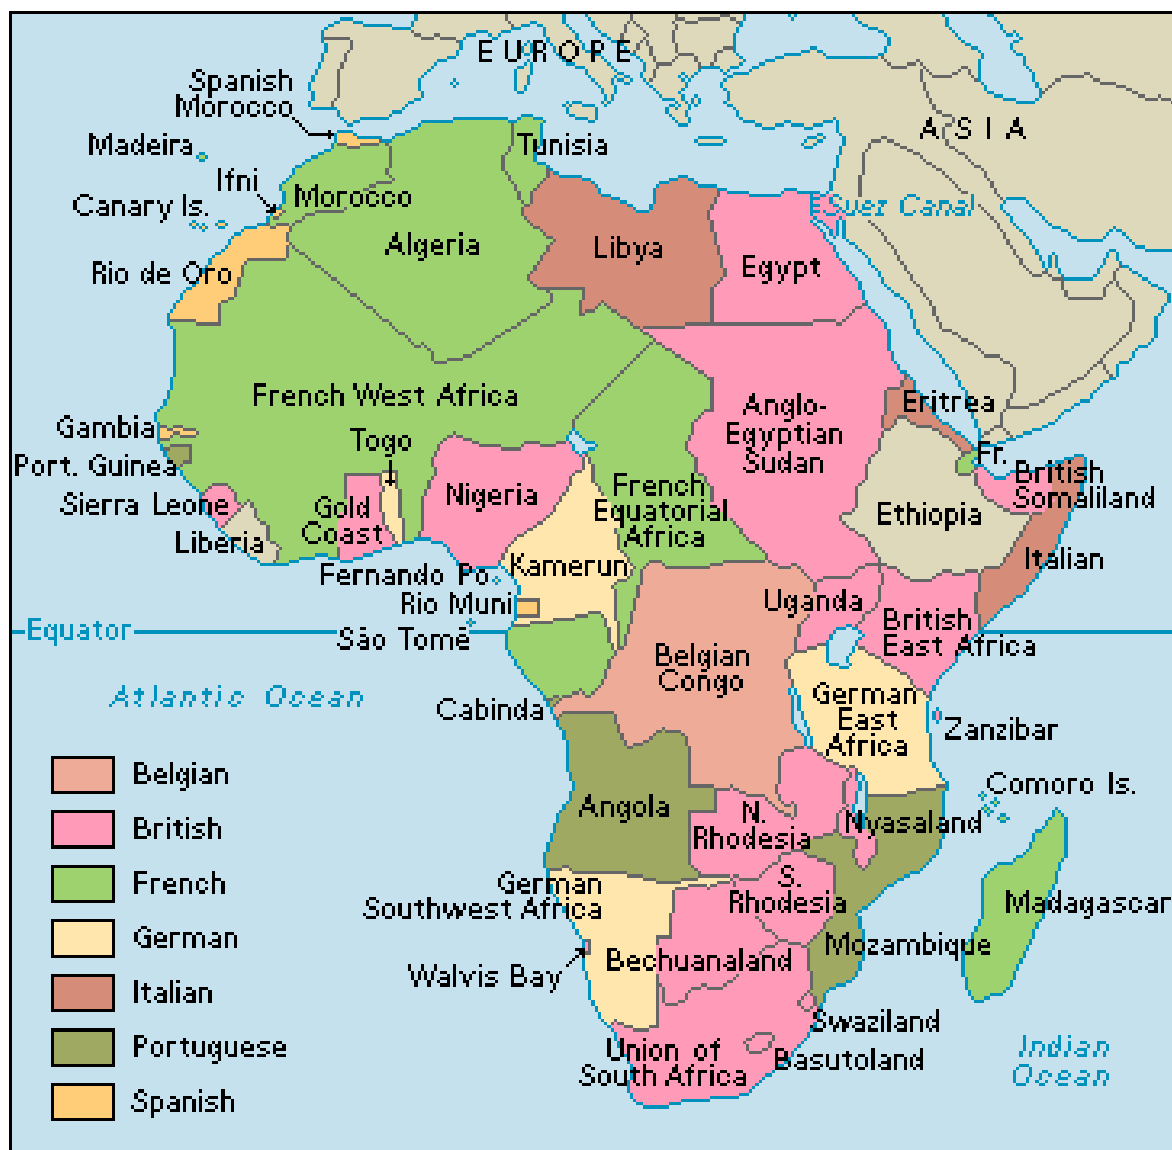 EUROPE
Spanish
Morocco
ASIA
Madeira
Tunisia
Ifni
Morocco
Canary Is.
Suez Canal
Algeria
Libya
Egypt
Rio de Oro
French West Africa
Eritrea
Anglo-
Egyptian
Sudan
Gambia
Togo
Fr.
Port. Guinea
British
Somaliland
Sierra Leone
Nigeria
French
Equatorial
Africa
Gold
Coast
Ethiopia
Liberia
Italian
Fernando Po
Kamerun
Rio Muni
Uganda
British
East Africa
Equator
São Tomé
Belgian
Congo
Atlantic Ocean
Cabinda
German
East
Africa
Zanzibar
Belgian
British
French
German
Italian
Portuguese
Spanish
Comoro Is.
Angola
N.
Rhodesia
Nyasaland
S.
Rhodesia
German
Southwest Africa
Madagascar
Mozambique
Walvis Bay
Bechuanaland
Swaziland
Union of
South Africa
Basutoland
Indian
Ocean